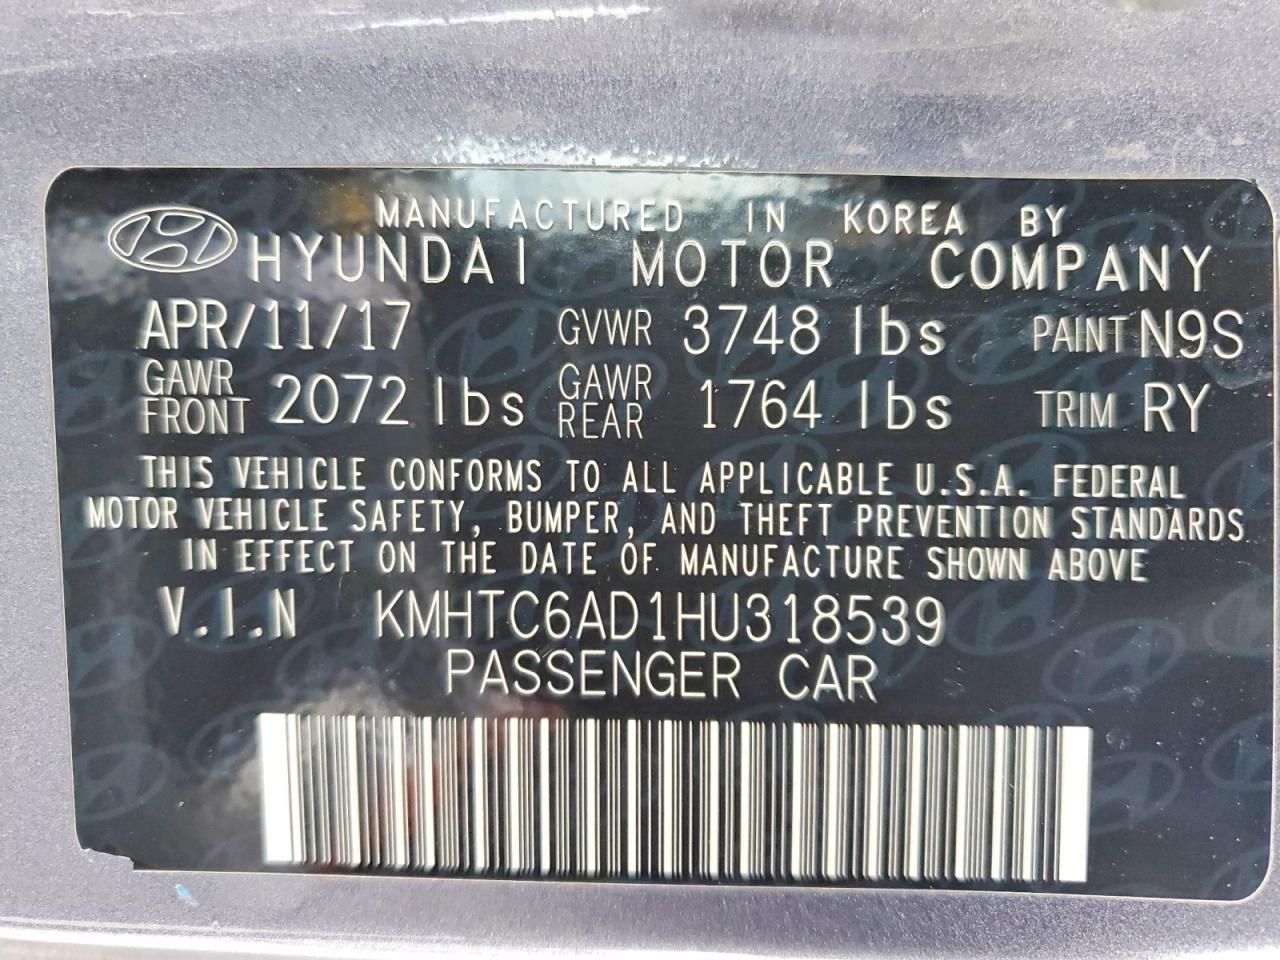 MANUFACTURED IN KOREA BY
HYUNDAI MOTOR COMPANY
APR/11/17 GVWR 3748 lbs PAINT N9S
GAWR FRONT 2072 lbs GAWR REAR 1764 lbs TRIM RY
THIS VEHICLE CONFORMS TO ALL APPLICABLE U.S.A. FEDERAL
MOTOR VEHICLE SAFETY, BUMPER, AND THEFT PREVENTION STANDARDS
IN EFFECT ON THE DATE OF MANUFACTURE SHOWN ABOVE
V.I.N KMHTC6AD1HU318539
PASSENGER CAR